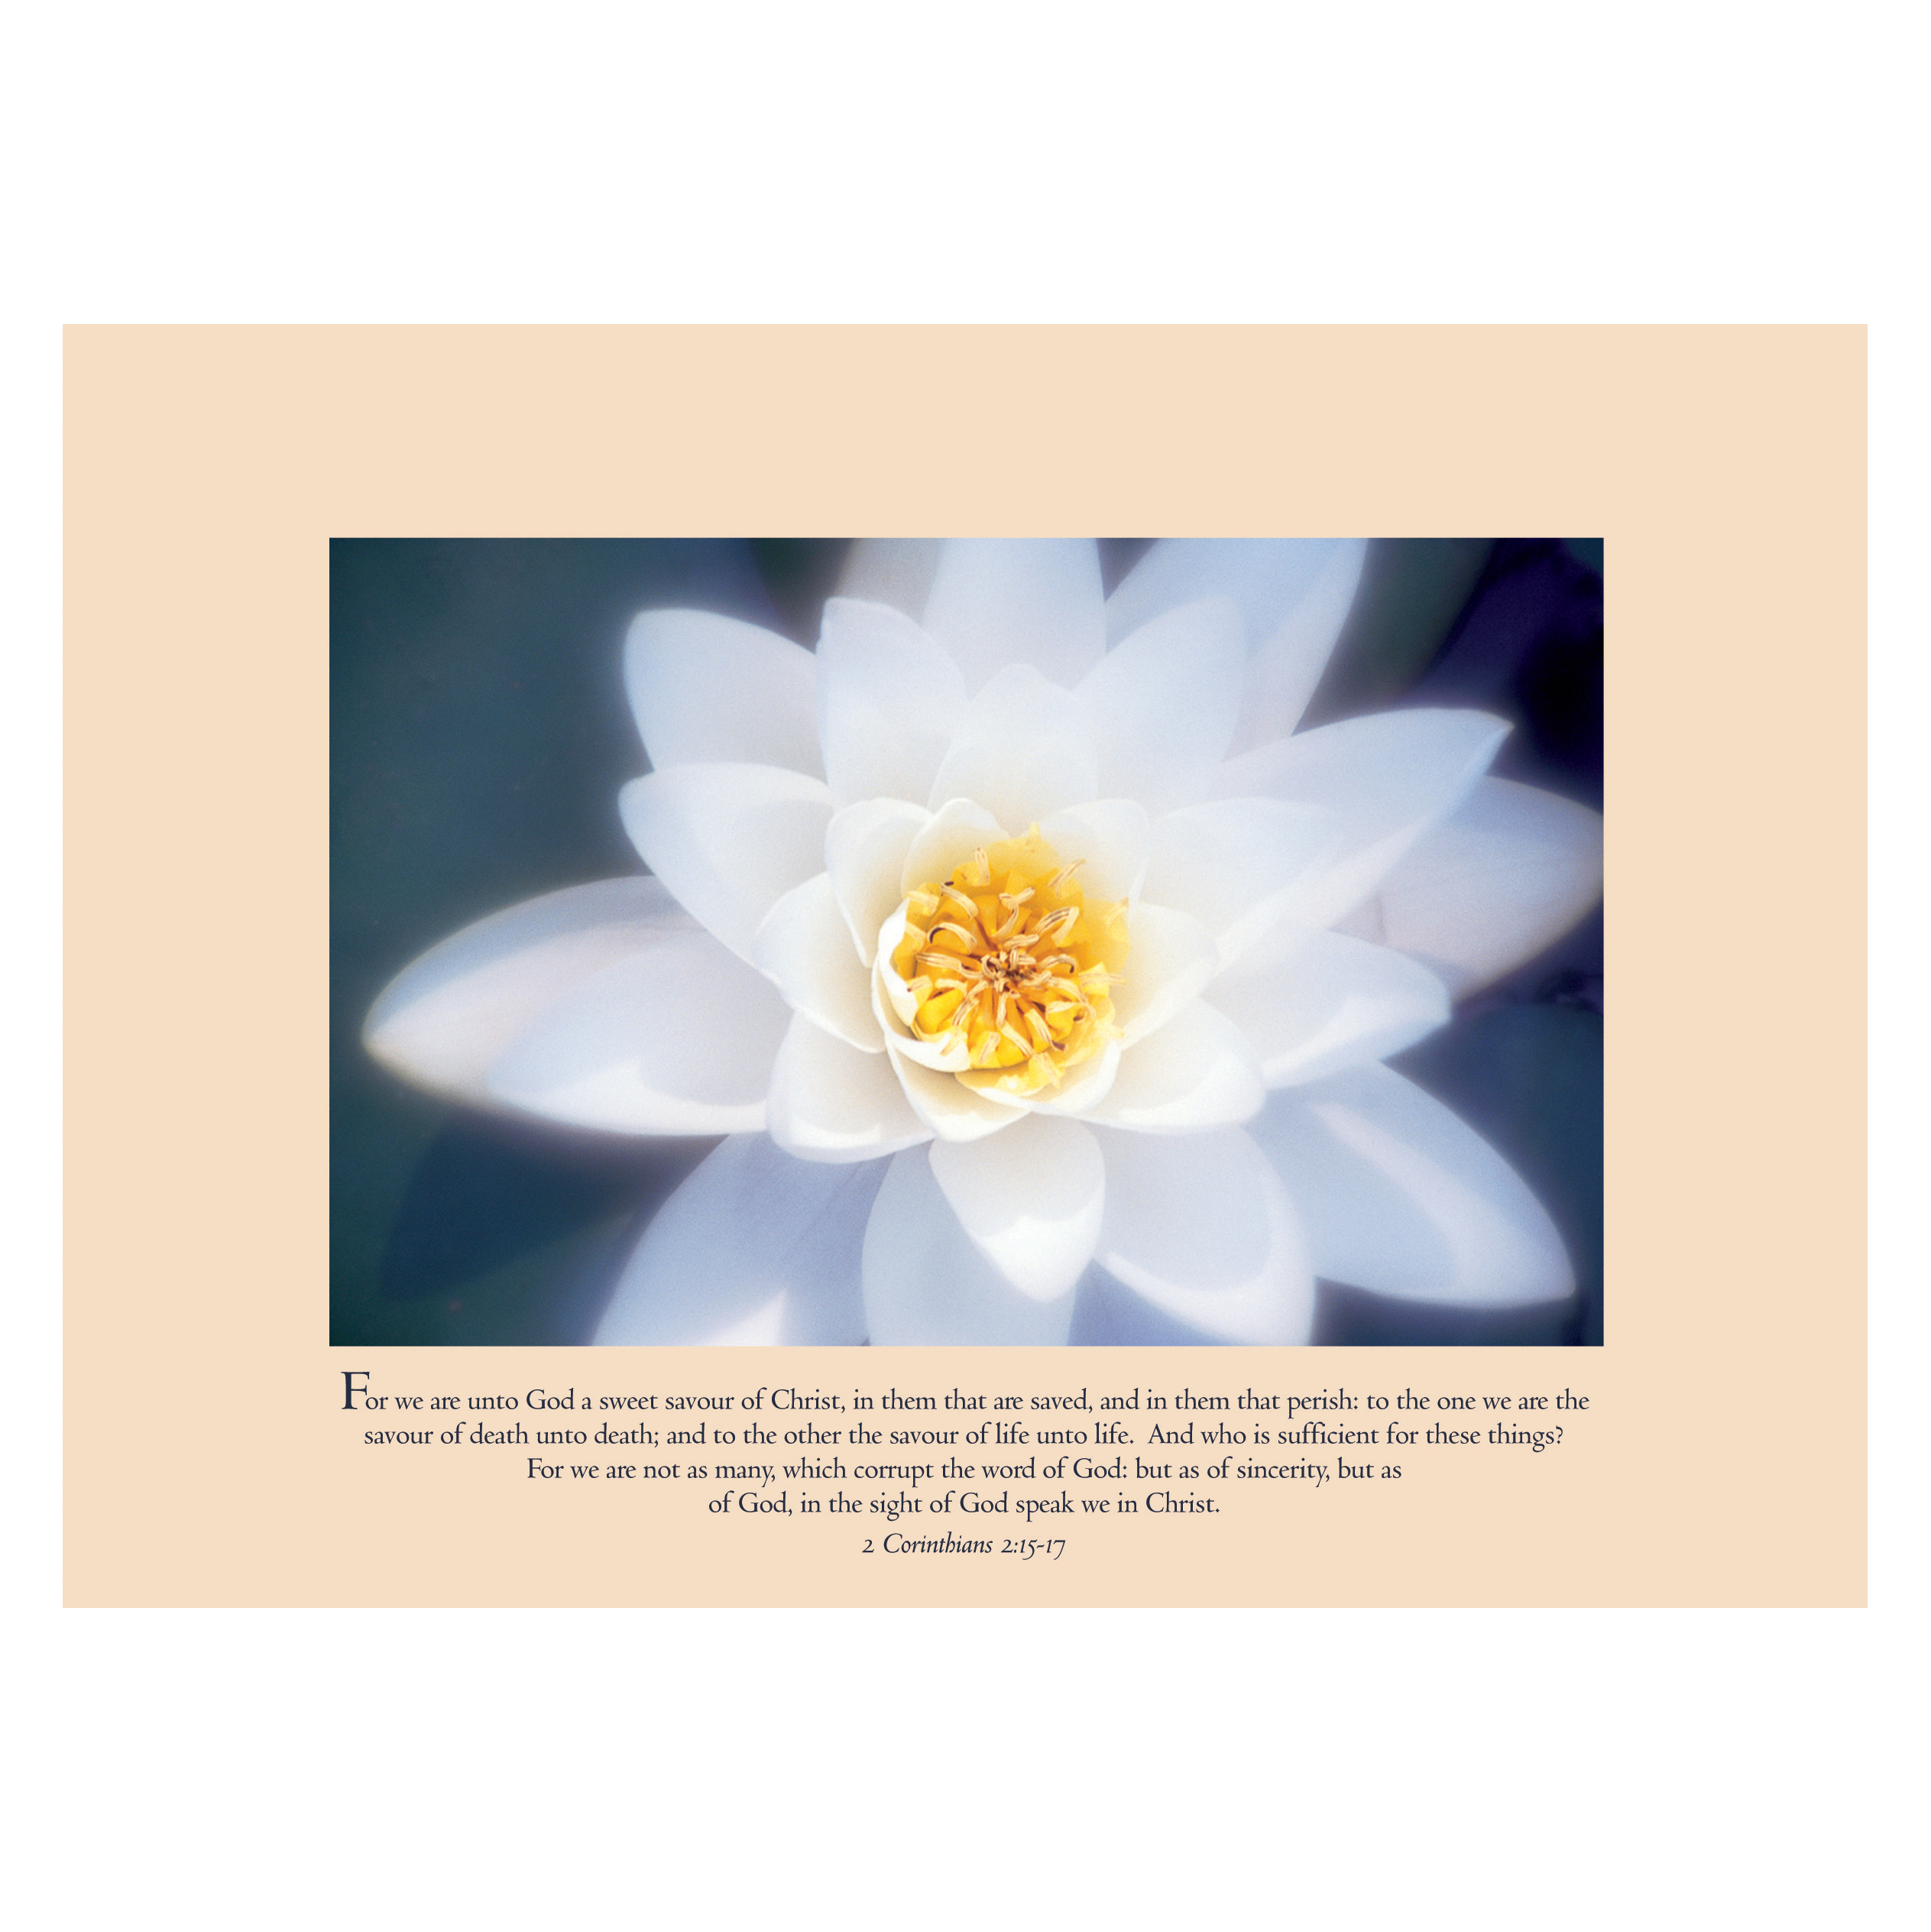 For we are unto God a sweet savour of Christ, in them that are saved, and in them that perish: to the one we are the
savour of death unto death; and to the other the savour of life unto life.  And who is sufficient for these things?
For we are not as many, which corrupt the word of God: but as of sincerity, but as
of God, in the sight of God speak we in Christ.
2 Corinthians 2:15-17